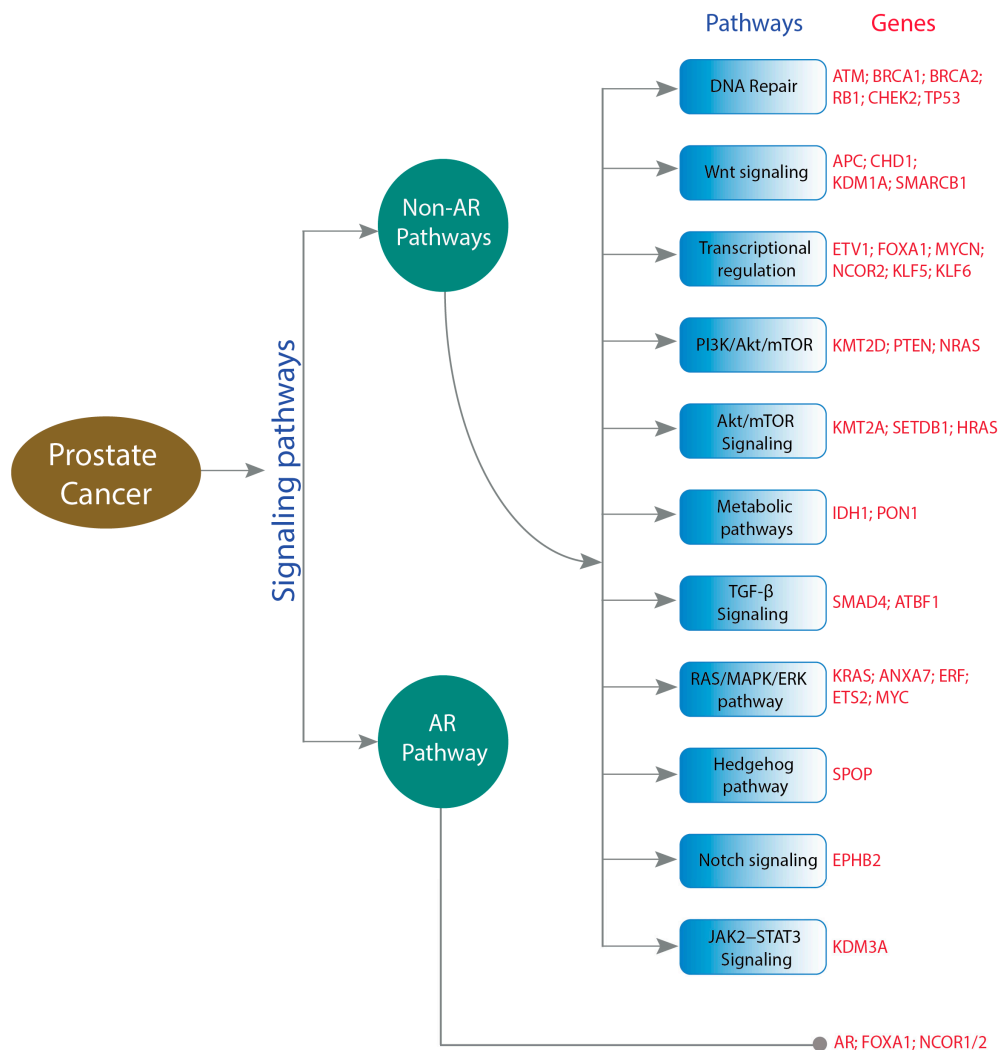 Pathways
Genes
DNA Repair
ATM; BRCA1; BRCA2;
RB1; CHEK2; TP53
Wnt signaling
APC; CHD1;
KDM1A; SMARCB1
Non-AR
Pathways
Transcriptional
regulation
ETV1; FOXA1; MYCN;
NCOR2; KLF5; KLF6
PI3K/Akt/mTOR
KMT2D; PTEN; NRAS
Signaling pathways
Prostate
Cancer
Akt/mTOR
Signaling
KMT2A; SETDB1; HRAS
Metabolic
pathways
IDH1; PON1
TGF-β
Signaling
SMAD4; ATBF1
RAS/MAPK/ERK
pathway
KRAS; ANXA7; ERF;
ETS2; MYC
AR
Pathway
Hedgehog
pathway
SPOP
Notch signaling
EPHB2
JAK2–STAT3
Signaling
KDM3A
AR; FOXA1; NCOR1/2